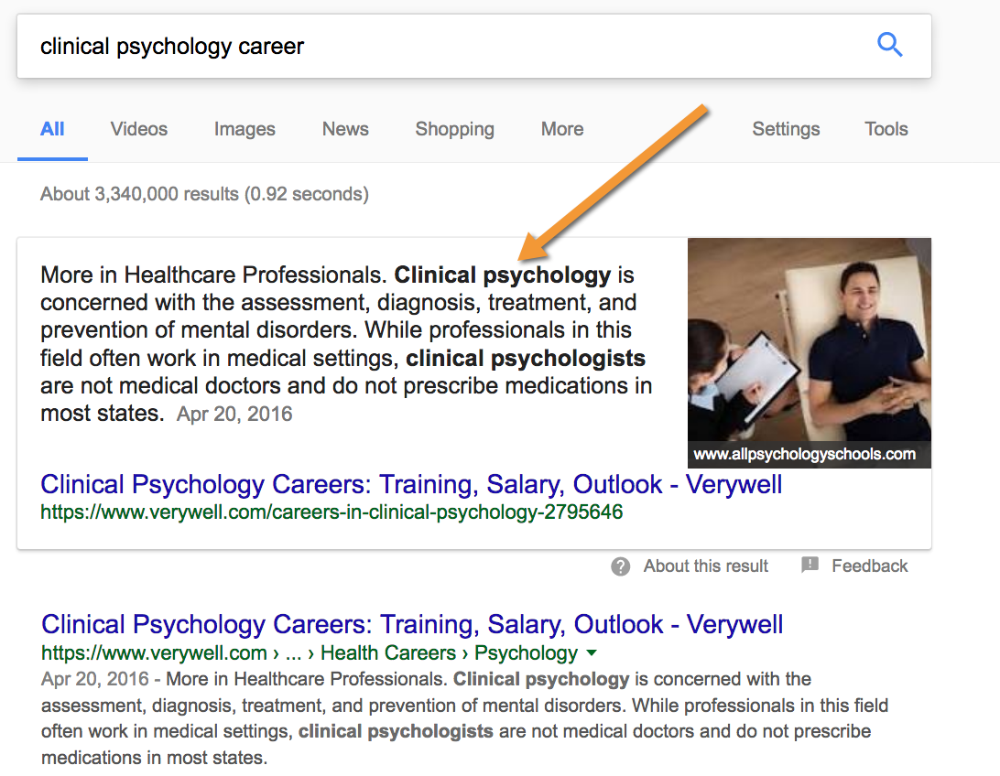 clinical psychology career
All Videos Images News Shopping More Settings Tools
About 3,340,000 results (0.92 seconds)
More in Healthcare Professionals. Clinical psychology is
concerned with the assessment, diagnosis, treatment, and
prevention of mental disorders. While professionals in this
field often work in medical settings, clinical psychologists
are not medical doctors and do not prescribe medications in
most states. Apr 20, 2016
www.allpsychologyschools.com
Clinical Psychology Careers: Training, Salary, Outlook - Verywell
https://www.verywell.com/careers-in-clinical-psychology-2795646
About this result Feedback
Clinical Psychology Careers: Training, Salary, Outlook - Verywell
https://www.verywell.com › ... › Health Careers › Psychology
Apr 20, 2016 - More in Healthcare Professionals. Clinical psychology is concerned with the
assessment, diagnosis, treatment, and prevention of mental disorders. While professionals in this field
often work in medical settings, clinical psychologists are not medical doctors and do not prescribe
medications in most states.